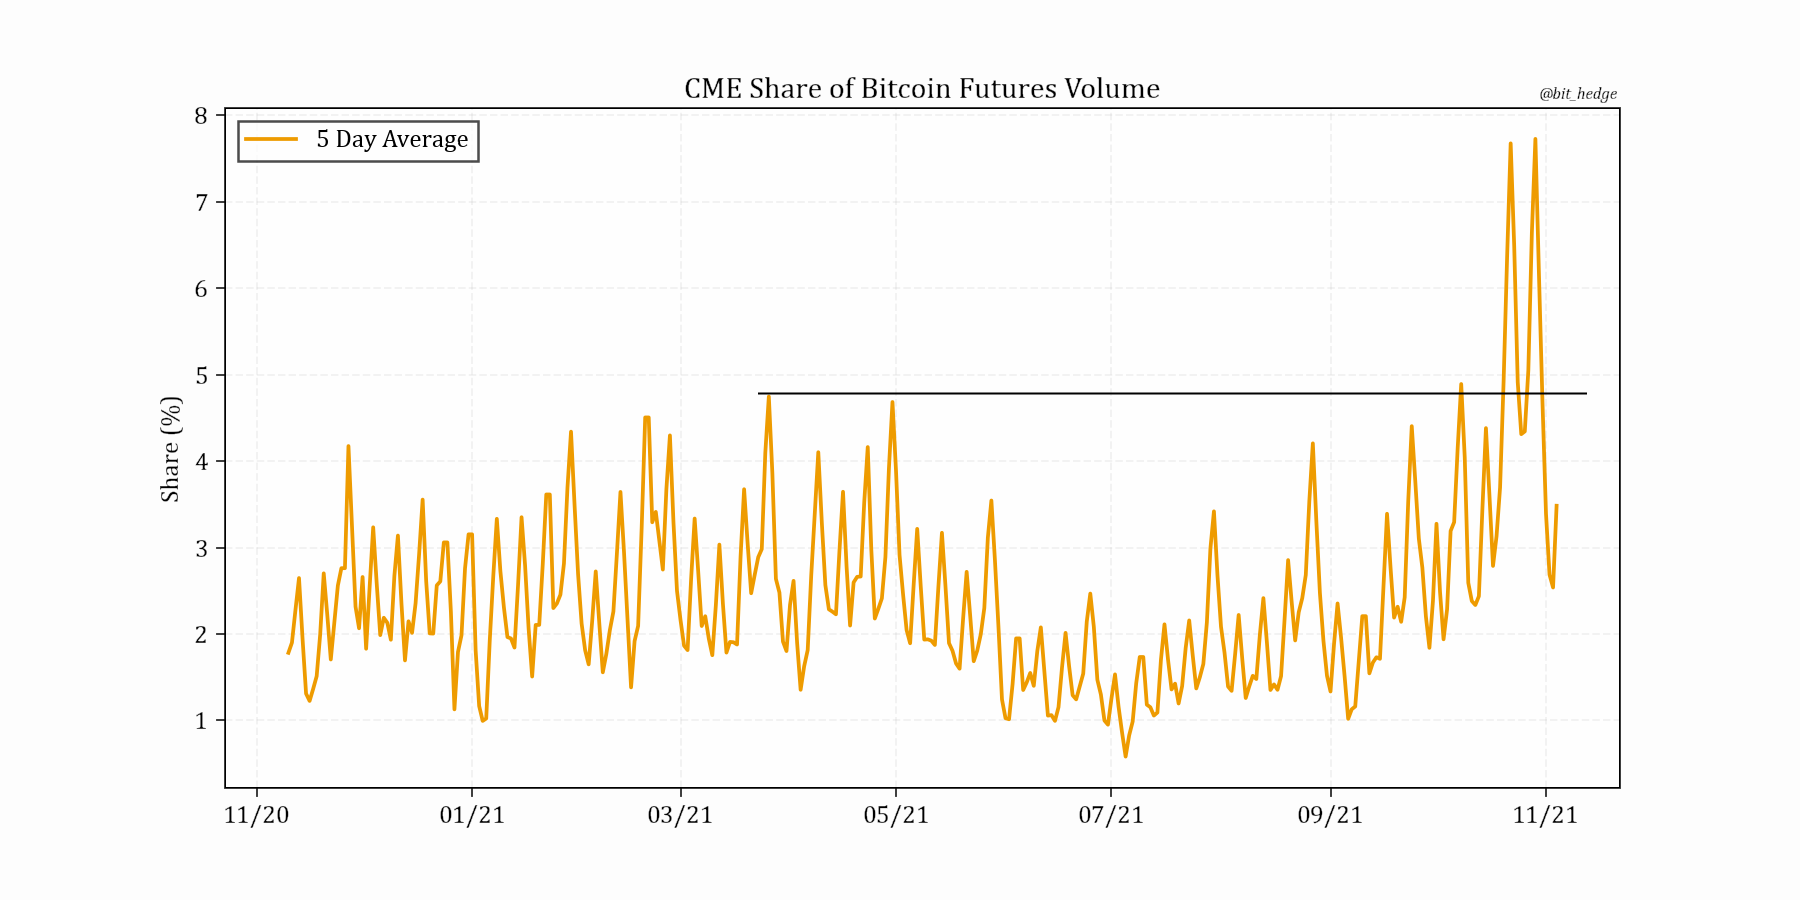 CME Share of Bitcoin Futures Volume
@bit_hedge
5 Day Average
Share (%)
8
7
6
5
4
3
2
1
11/20 01/21 03/21 05/21 07/21 09/21 11/21